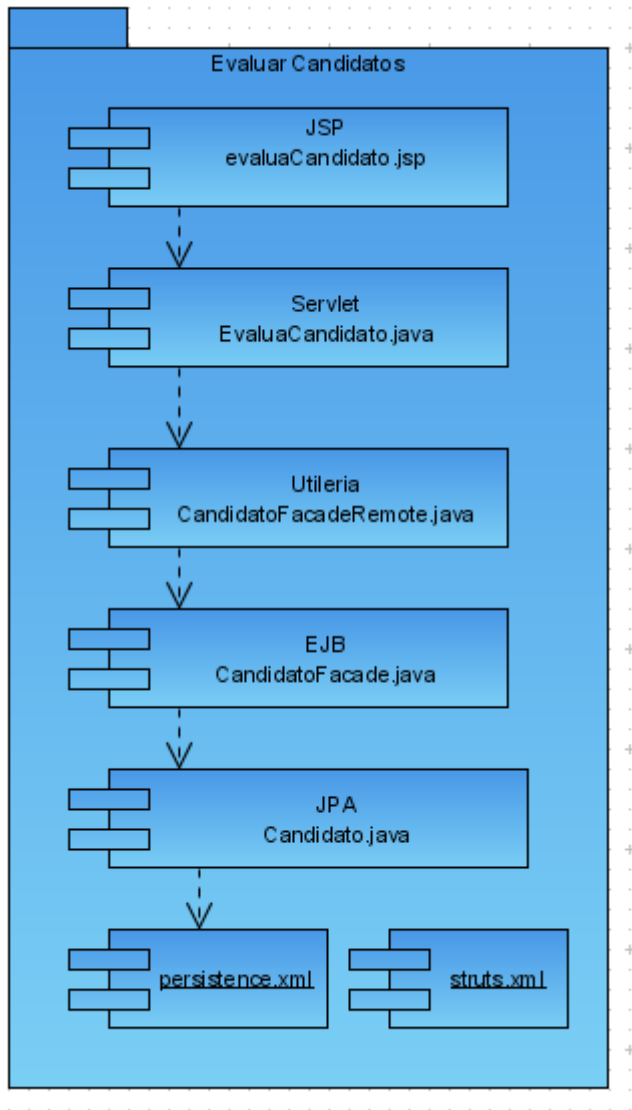 Evaluar Candidatos
JSP
evaluaCandidato.jsp
Servlet
EvaluaCandidato.java
Utileria
CandidatoFacadeRemote.java
EJB
CandidatoFacade.java
JPA
Candidato.java
persistence.xml
struts.xml